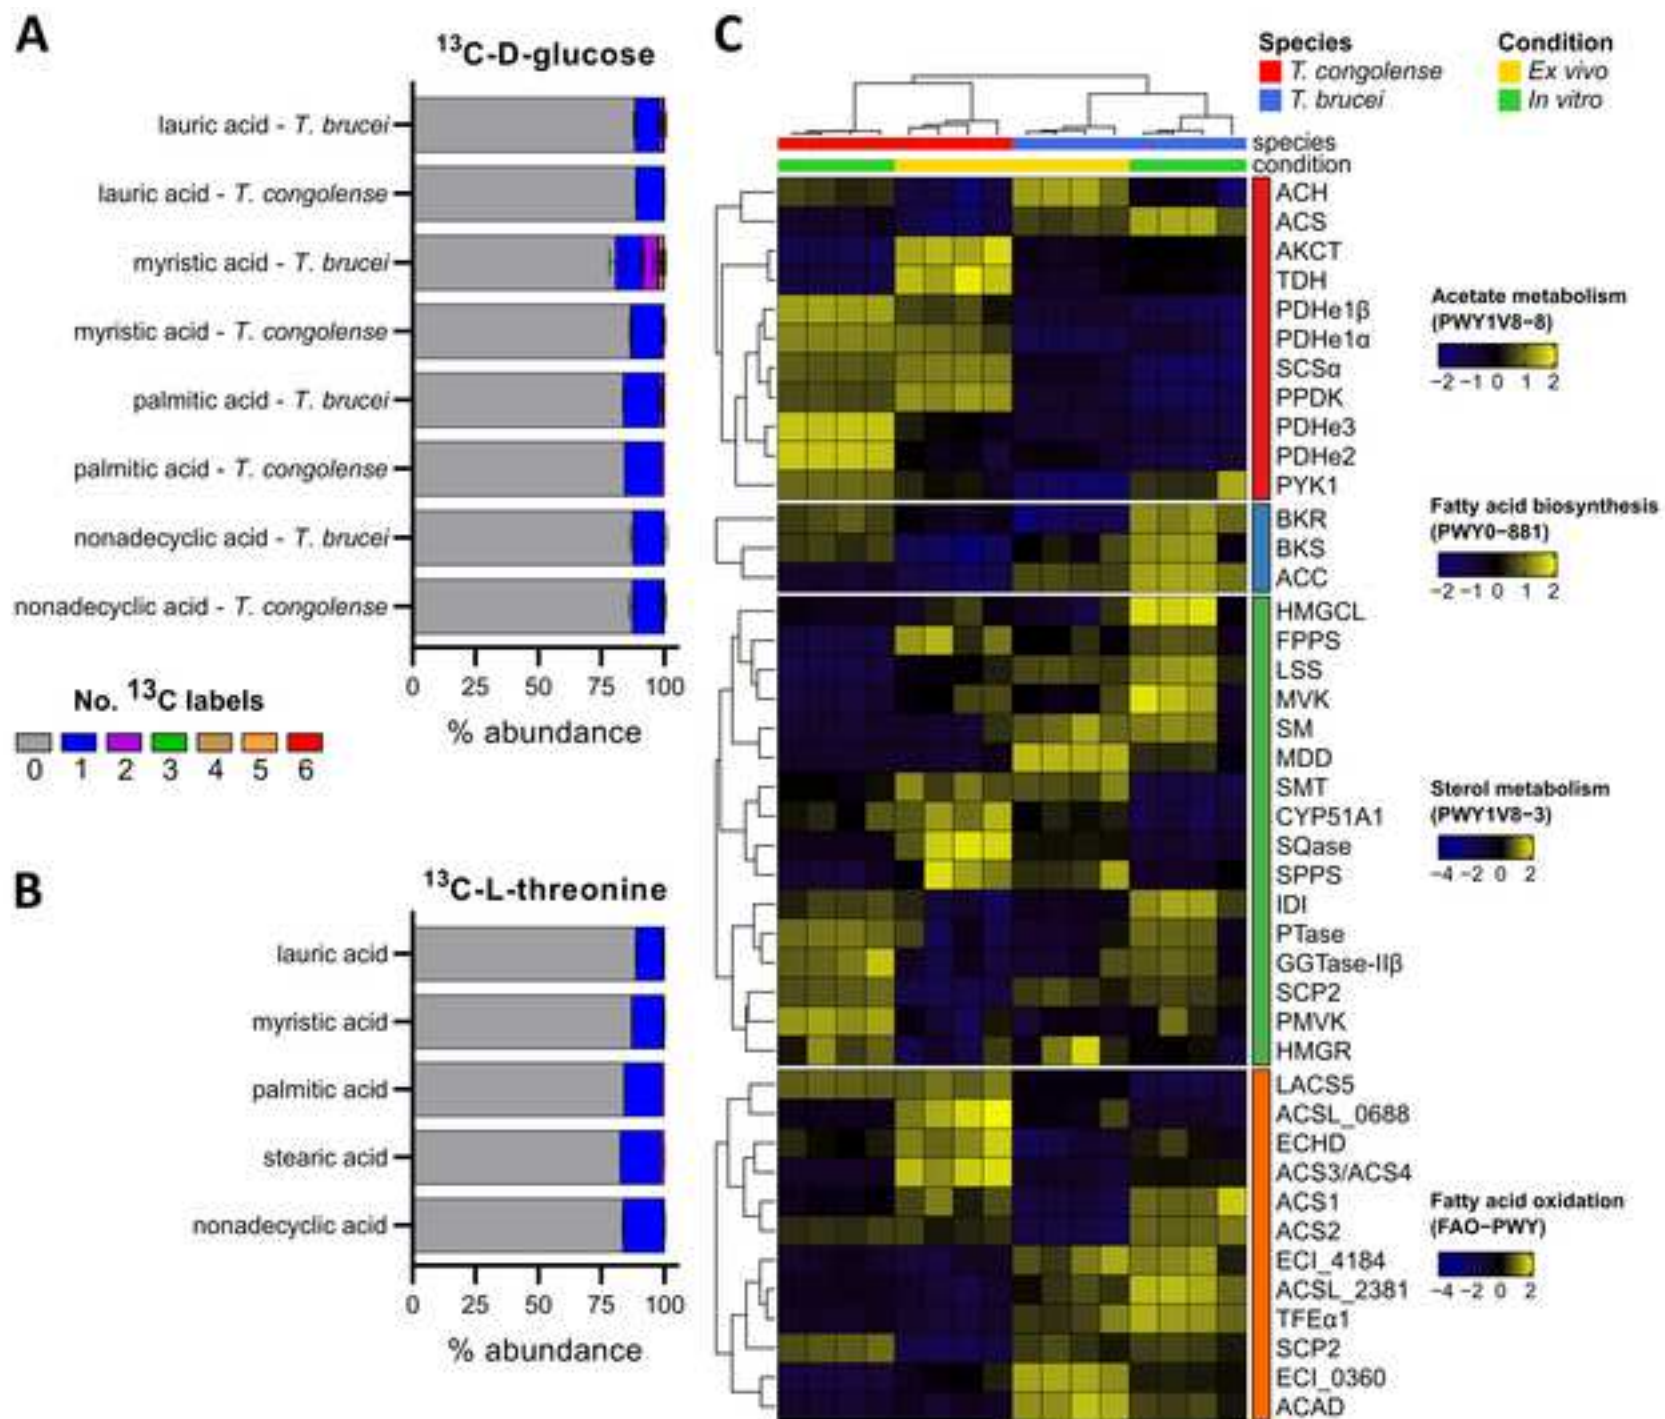 A
¹³C-D-glucose
lauric acid - T. brucei
lauric acid - T. congolense
myristic acid - T. brucei
myristic acid - T. congolense
palmitic acid - T. brucei
palmitic acid - T. congolense
nonadecyclic acid - T. brucei
nonadecyclic acid - T. congolense
0 25 50 75 100
% abundance
No. ¹³C labels
0 1 2 3 4 5 6
B
¹³C-L-threonine
lauric acid
myristic acid
palmitic acid
stearic acid
nonadecyclic acid
0 25 50 75 100
% abundance
C
Species
T. congolense
T. brucei
Condition
Ex vivo
In vitro
species
condition
ACH
ACS
AKCT
TDH
PDHe1β
PDHe1α
SCSα
PPDK
PDHe3
PDHe2
PYK1
BKR
BKS
ACC
HMGCL
FPPS
LSS
MVK
SM
MDD
SMT
CYP51A1
SQase
SPPS
IDI
PTase
GGTase-IIβ
SCP2
PMVK
HMGR
LACS5
ACSL_0688
ECHD
ACS3/ACS4
ACS1
ACS2
ECI_4184
ACSL_2381
TFEα1
SCP2
ECI_0360
ACAD
Acetate metabolism
(PWY1V8−8)
−2 −1 0 1 2
Fatty acid biosynthesis
(PWY0−881)
−2 −1 0 1 2
Sterol metabolism
(PWY1V8−3)
−4 −2 0 2
Fatty acid oxidation
(FAO−PWY)
−4 −2 0 2